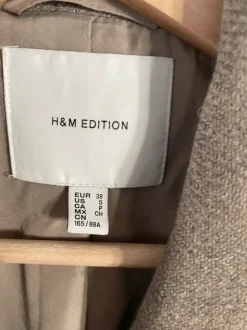 H&M EDITION
EUR 38
US S
CA P
MX CH
CN
165/88A